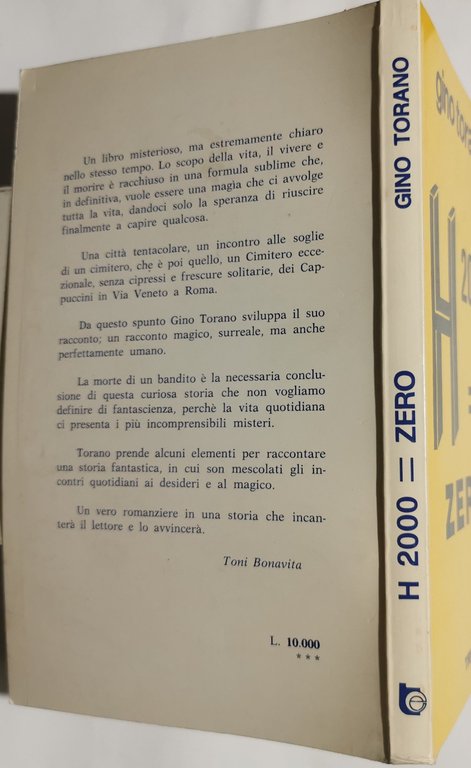 Un libro misterioso, ma estremamente chiaro
nello stesso tempo. Lo scopo della vita, il vivere e
il morire è racchiuso in una formula sublime che,
in definitiva, vuole essere una magia che ci avvolge
tutta la vita, dandoci solo la speranza di riuscire
finalmente a capire qualcosa.
Una città tentacolare, un incontro alle soglie
di un cimitero, che è poi quello, un Cimitero ecce-
zionale, senza cipressi e frescure solitarie, dei Cap-
puccini in Via Veneto a Roma.
Da questo spunto Gino Torano sviluppa il suo
racconto; un racconto magico, surreale, ma anche
perfettamente umano.
La morte di un bandito è la necessaria conclu-
sione di questa curiosa storia che non vogliamo
definire di fantascienza, perchè la vita quotidiana
ci presenta i più incomprensibili misteri.
Torano prende alcuni elementi per raccontare
una storia fantastica, in cui son mescolati gli in-
contri quotidiani ai desideri e al magico.
Un vero romanziere in una storia che incan-
terà il lettore e lo avvincerà.
Toni Bonavita
L. 10.000
***
H 2000 = ZERO GINO TORANO
gino tora
H
20
=
ZER